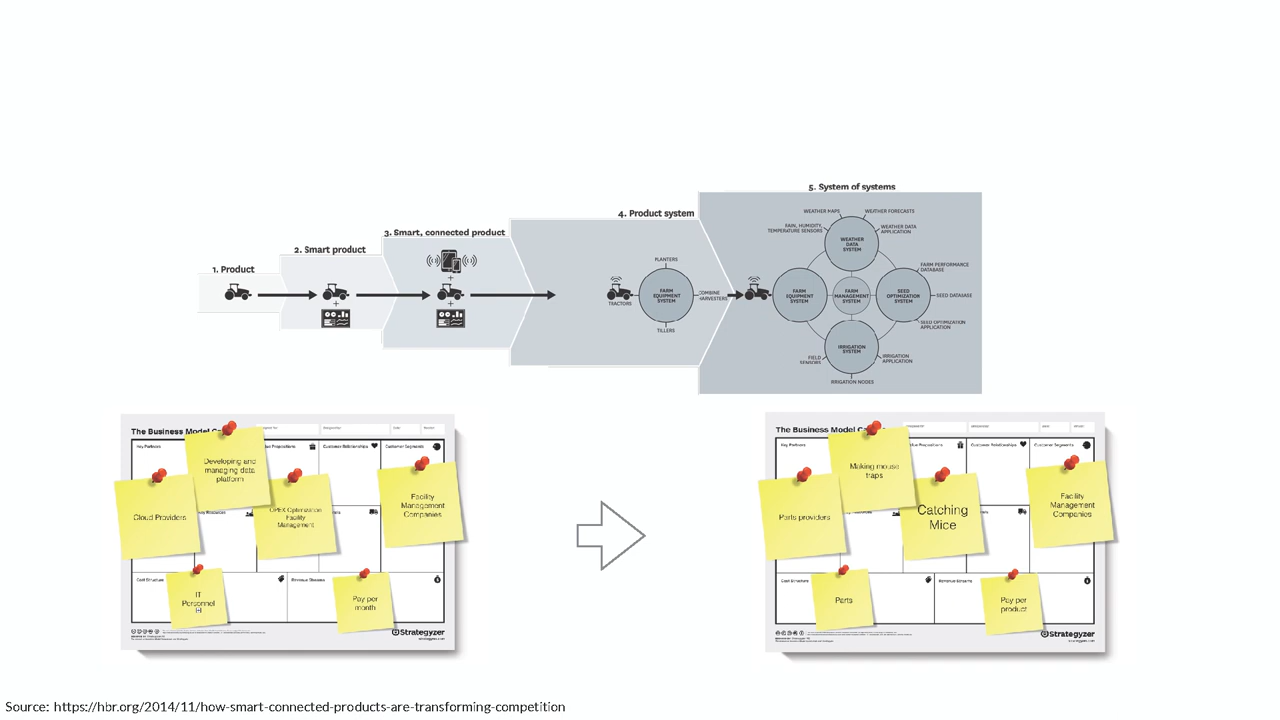 5. System of systems
4. Product system
3. Smart, connected product
2. Smart product
1. Product
WEATHER MAPS
WEATHER FORECASTS
RAIN, HUMIDITY,
TEMPERATURE SENSORS
WEATHER DATA
APPLICATION
WEATHER
DATA
SYSTEM
PLANTERS
FARM PERFORMANCE
DATABASE
TRACTORS
FARM
EQUIPMENT
SYSTEM
COMBINE
HARVESTERS
TILLERS
FARM
EQUIPMENT
SYSTEM
FARM
MANAGEMENT
SYSTEM
SEED
OPTIMIZATION
SYSTEM
SEED DATABASE
SEED OPTIMIZATION
APPLICATION
IRRIGATION
SYSTEM
FIELD
SENSORS
IRRIGATION
APPLICATION
IRRIGATION NODES
The Business Model
Key Partners
Customer Relationships
Customer Segments
Developing and
managing data
platform
Cloud Providers
OPEX Optimization
Facility
Management
Facility
Management
Companies
Cost Structure
Revenue Streams
IT
Personnel
Pay per
month
Strategyzer
strategyzer.com
The Business Model
Key Partners
Customer Relationships
Customer Segments
Making mouse
traps
Parts providers
Catching
Mice
Facility
Management
Companies
Cost Structure
Revenue Streams
Parts
Pay per
product
Strategyzer
strategyzer.com
Source: https://hbr.org/2014/11/how-smart-connected-products-are-transforming-competition